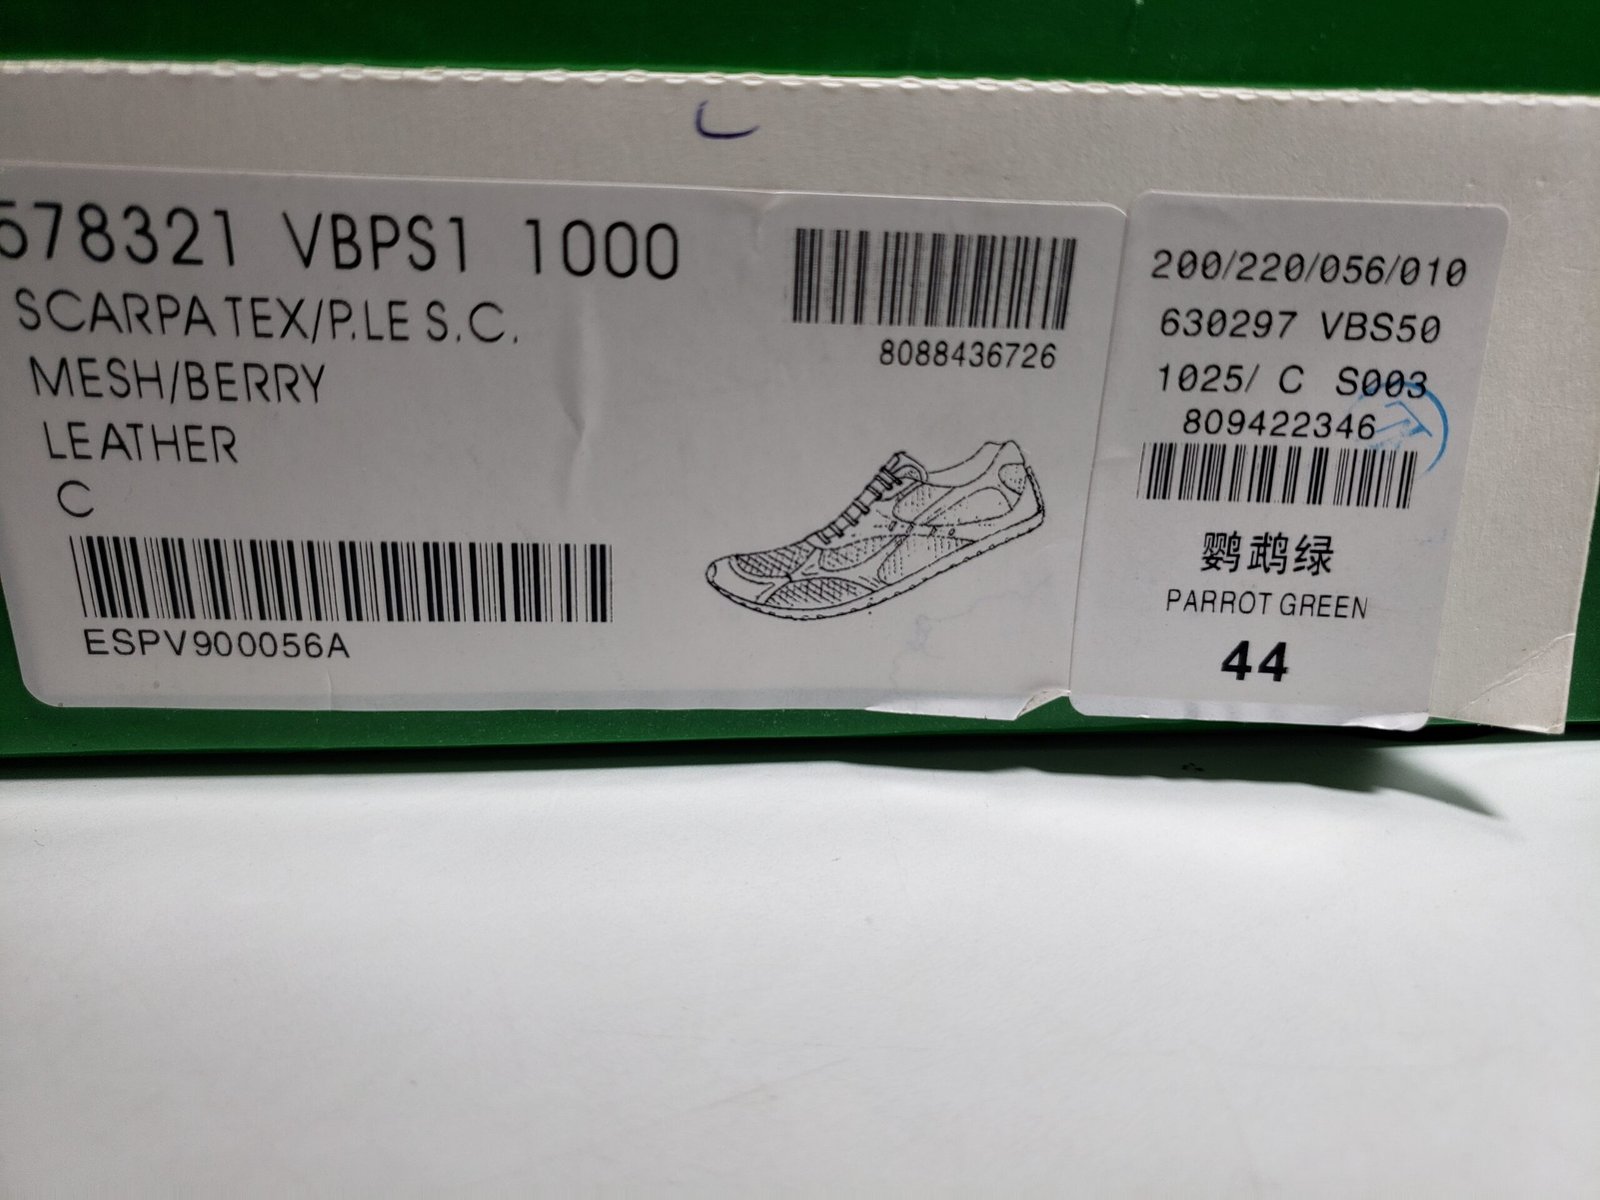 578321 VBPS1 1000
SCARPA TEX/P.LE S.C.
MESH/BERRY
LEATHER
C
ESPV900056A
8088436726
200/220/056/010
630297 VBS50
1025/ C S003
809422346
鹦鹉绿
PARROT GREEN
44